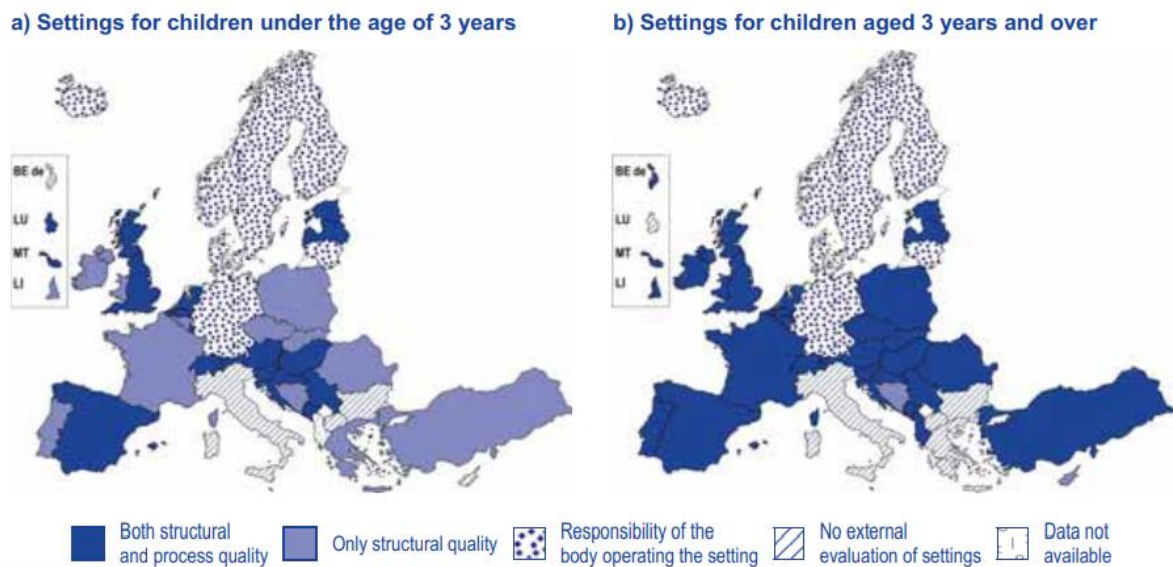 a) Settings for children under the age of 3 years
b) Settings for children aged 3 years and over
BE de
LU
MT
LI
BE de
LU
MT
LI
Both structural
and process quality
Only structural quality
Responsibility of the
body operating the setting
No external
evaluation of settings
Data not
available